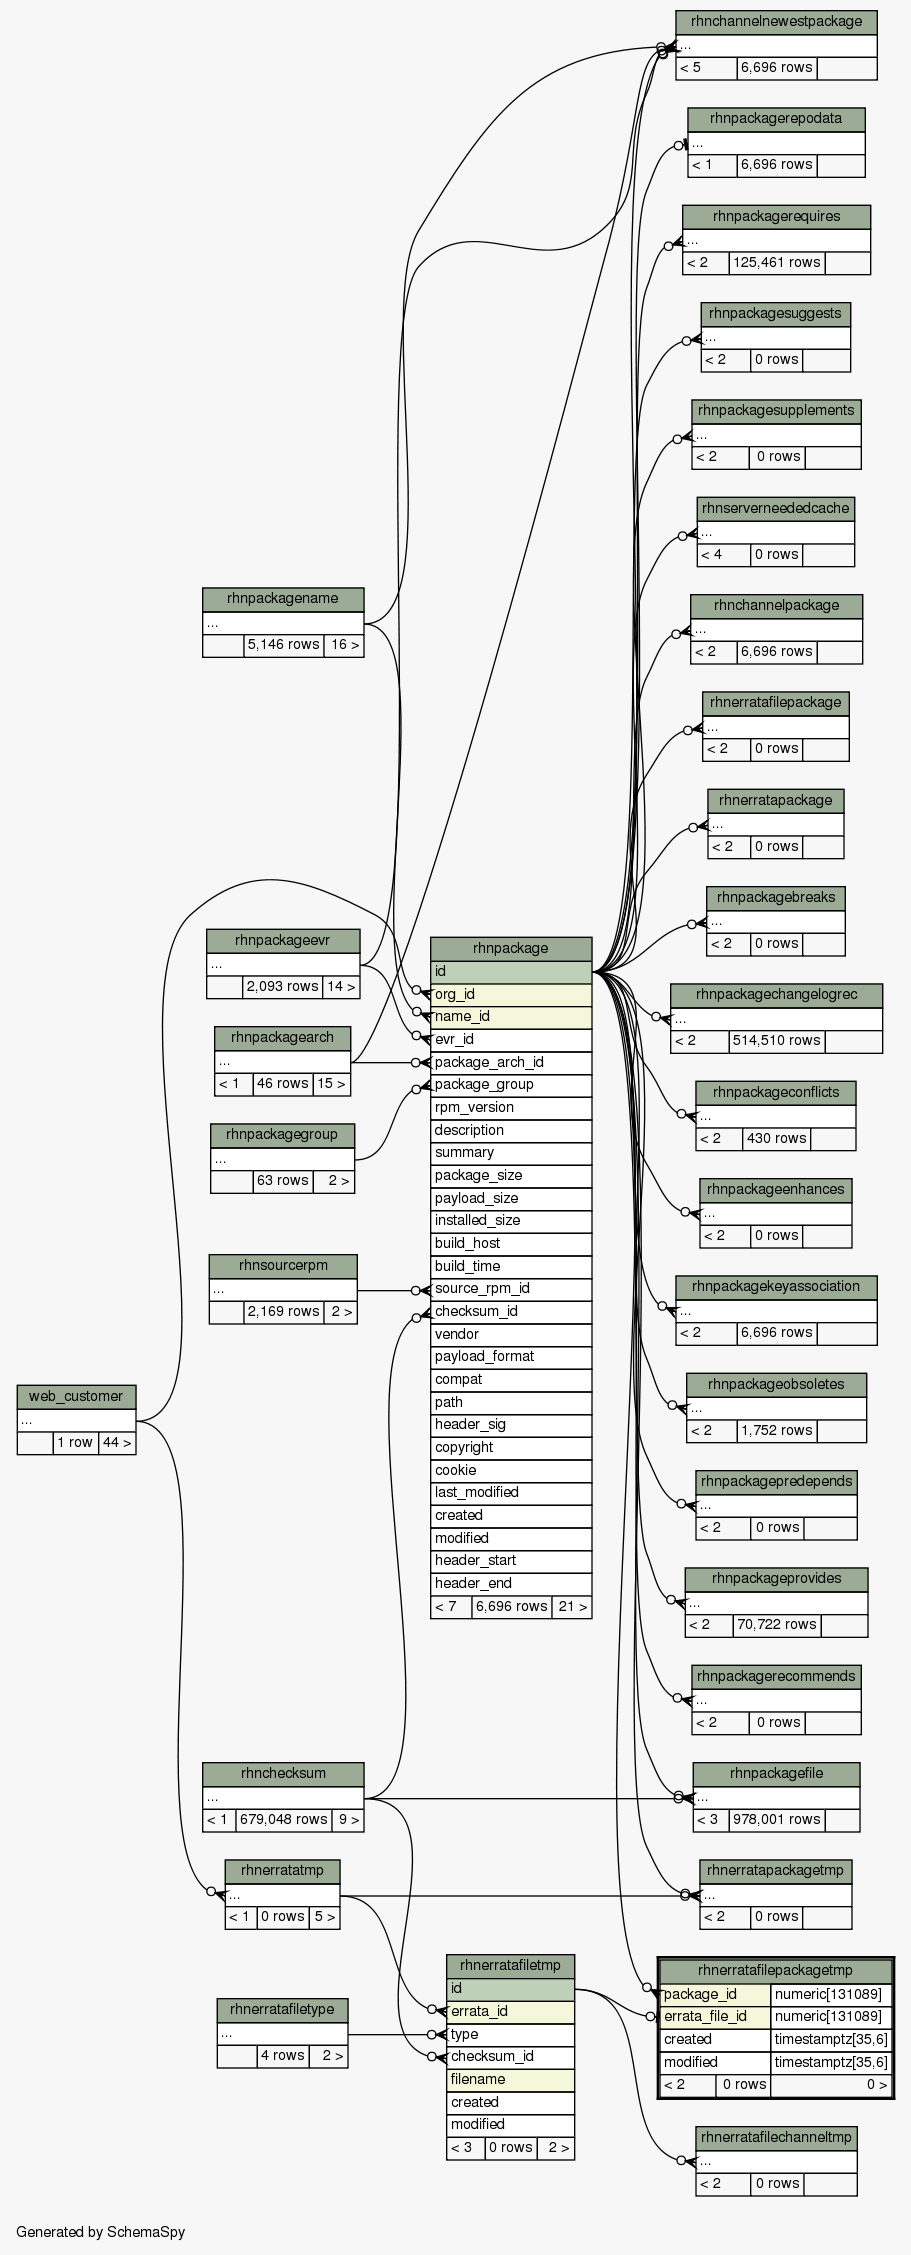 rhnchannelnewestpackage
...
< 5 6,696 rows
rhnpackagerepodata
...
< 1 6,696 rows
rhnpackagerequires
...
< 2 125,461 rows
rhnpackagesuggests
...
< 2 0 rows
rhnpackagesupplements
...
< 2 0 rows
rhnserverneededcache
...
< 4 0 rows
rhnchannelpackage
...
< 2 6,696 rows
rhnerratafilepackage
...
< 2 0 rows
rhnerratapackage
...
< 2 0 rows
rhnpackagebreaks
...
< 2 0 rows
rhnpackagechangelogrec
...
< 2 514,510 rows
rhnpackageconflicts
...
< 2 430 rows
rhnpackageenhances
...
< 2 0 rows
rhnpackagekeyassociation
...
< 2 6,696 rows
rhnpackageobsoletes
...
< 2 1,752 rows
rhnpackagepredepends
...
< 2 0 rows
rhnpackageprovides
...
< 2 70,722 rows
rhnpackagerecommends
...
< 2 0 rows
rhnpackagefile
...
< 3 978,001 rows
rhnerratapackagetmp
...
< 2 0 rows
rhnerratafilepackagetmp
package_id numeric[131089]
errata_file_id numeric[131089]
created timestamptz[35,6]
modified timestamptz[35,6]
< 2 0 rows 0 >
rhnerratafilechanneltmp
...
< 2 0 rows
rhnpackagename
...
5,146 rows 16 >
rhnpackageevr
...
2,093 rows 14 >
rhnpackagearch
...
< 1 46 rows 15 >
rhnpackagegroup
...
63 rows 2 >
rhnsourcerpm
...
2,169 rows 2 >
web_customer
...
1 row 44 >
rhnchecksum
...
< 1 679,048 rows 9 >
rhnerratatmp
...
< 1 0 rows 5 >
rhnerratafiletype
...
4 rows 2 >
rhnpackage
id
org_id
name_id
evr_id
package_arch_id
package_group
rpm_version
description
summary
package_size
payload_size
installed_size
build_host
build_time
source_rpm_id
checksum_id
vendor
payload_format
compat
path
header_sig
copyright
cookie
last_modified
created
modified
header_start
header_end
< 7 6,696 rows 21 >
rhnerratafiletmp
id
errata_id
type
checksum_id
filename
created
modified
< 3 0 rows 2 >
Generated by SchemaSpy